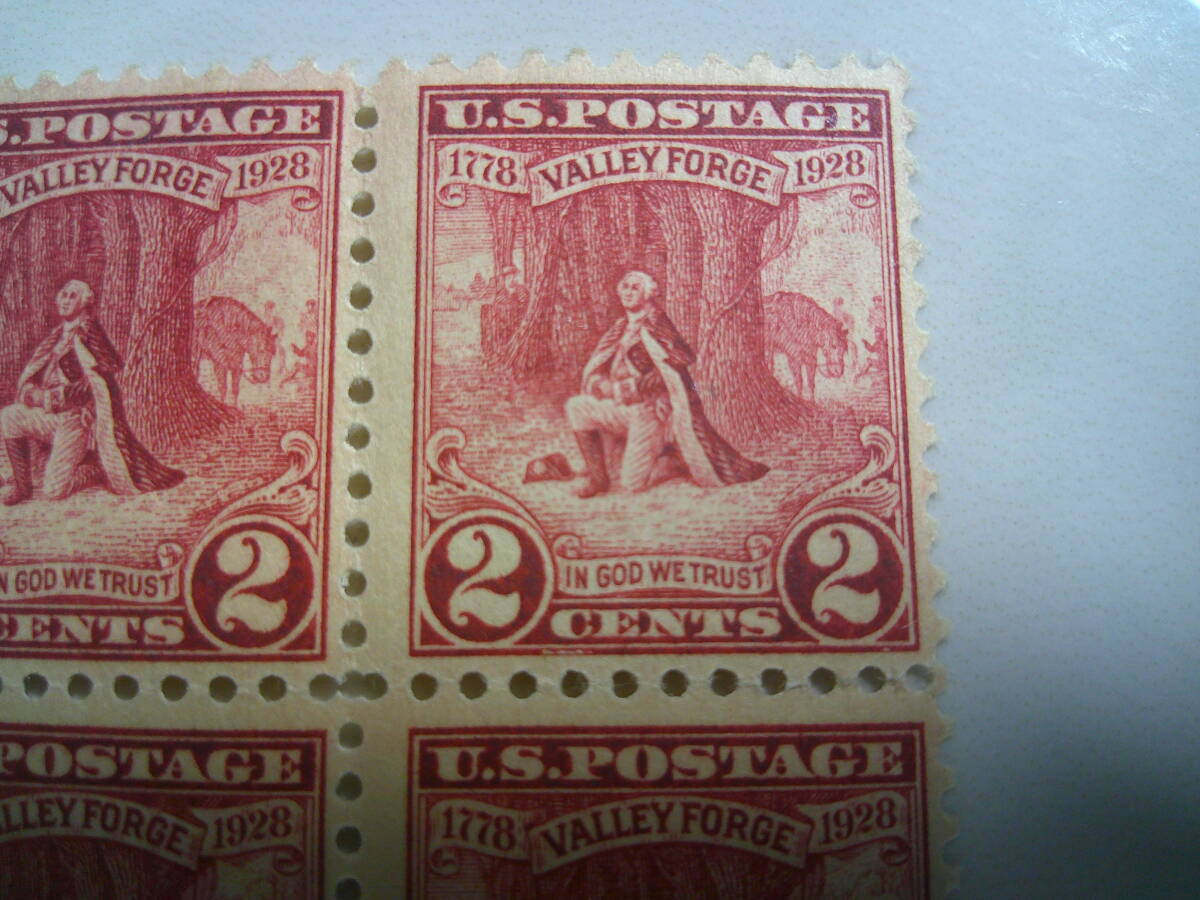 S.POSTAGE
VALLEY FORGE 1928
IN GOD WE TRUST 2
CENTS
U.S.POSTAGE
1778 VALLEY FORGE 1928
2 IN GOD WE TRUST 2
CENTS
POSTAGE
LLEY FORGE 1928
U.S.POSTAGE
1778 VALLEY FORGE 1928